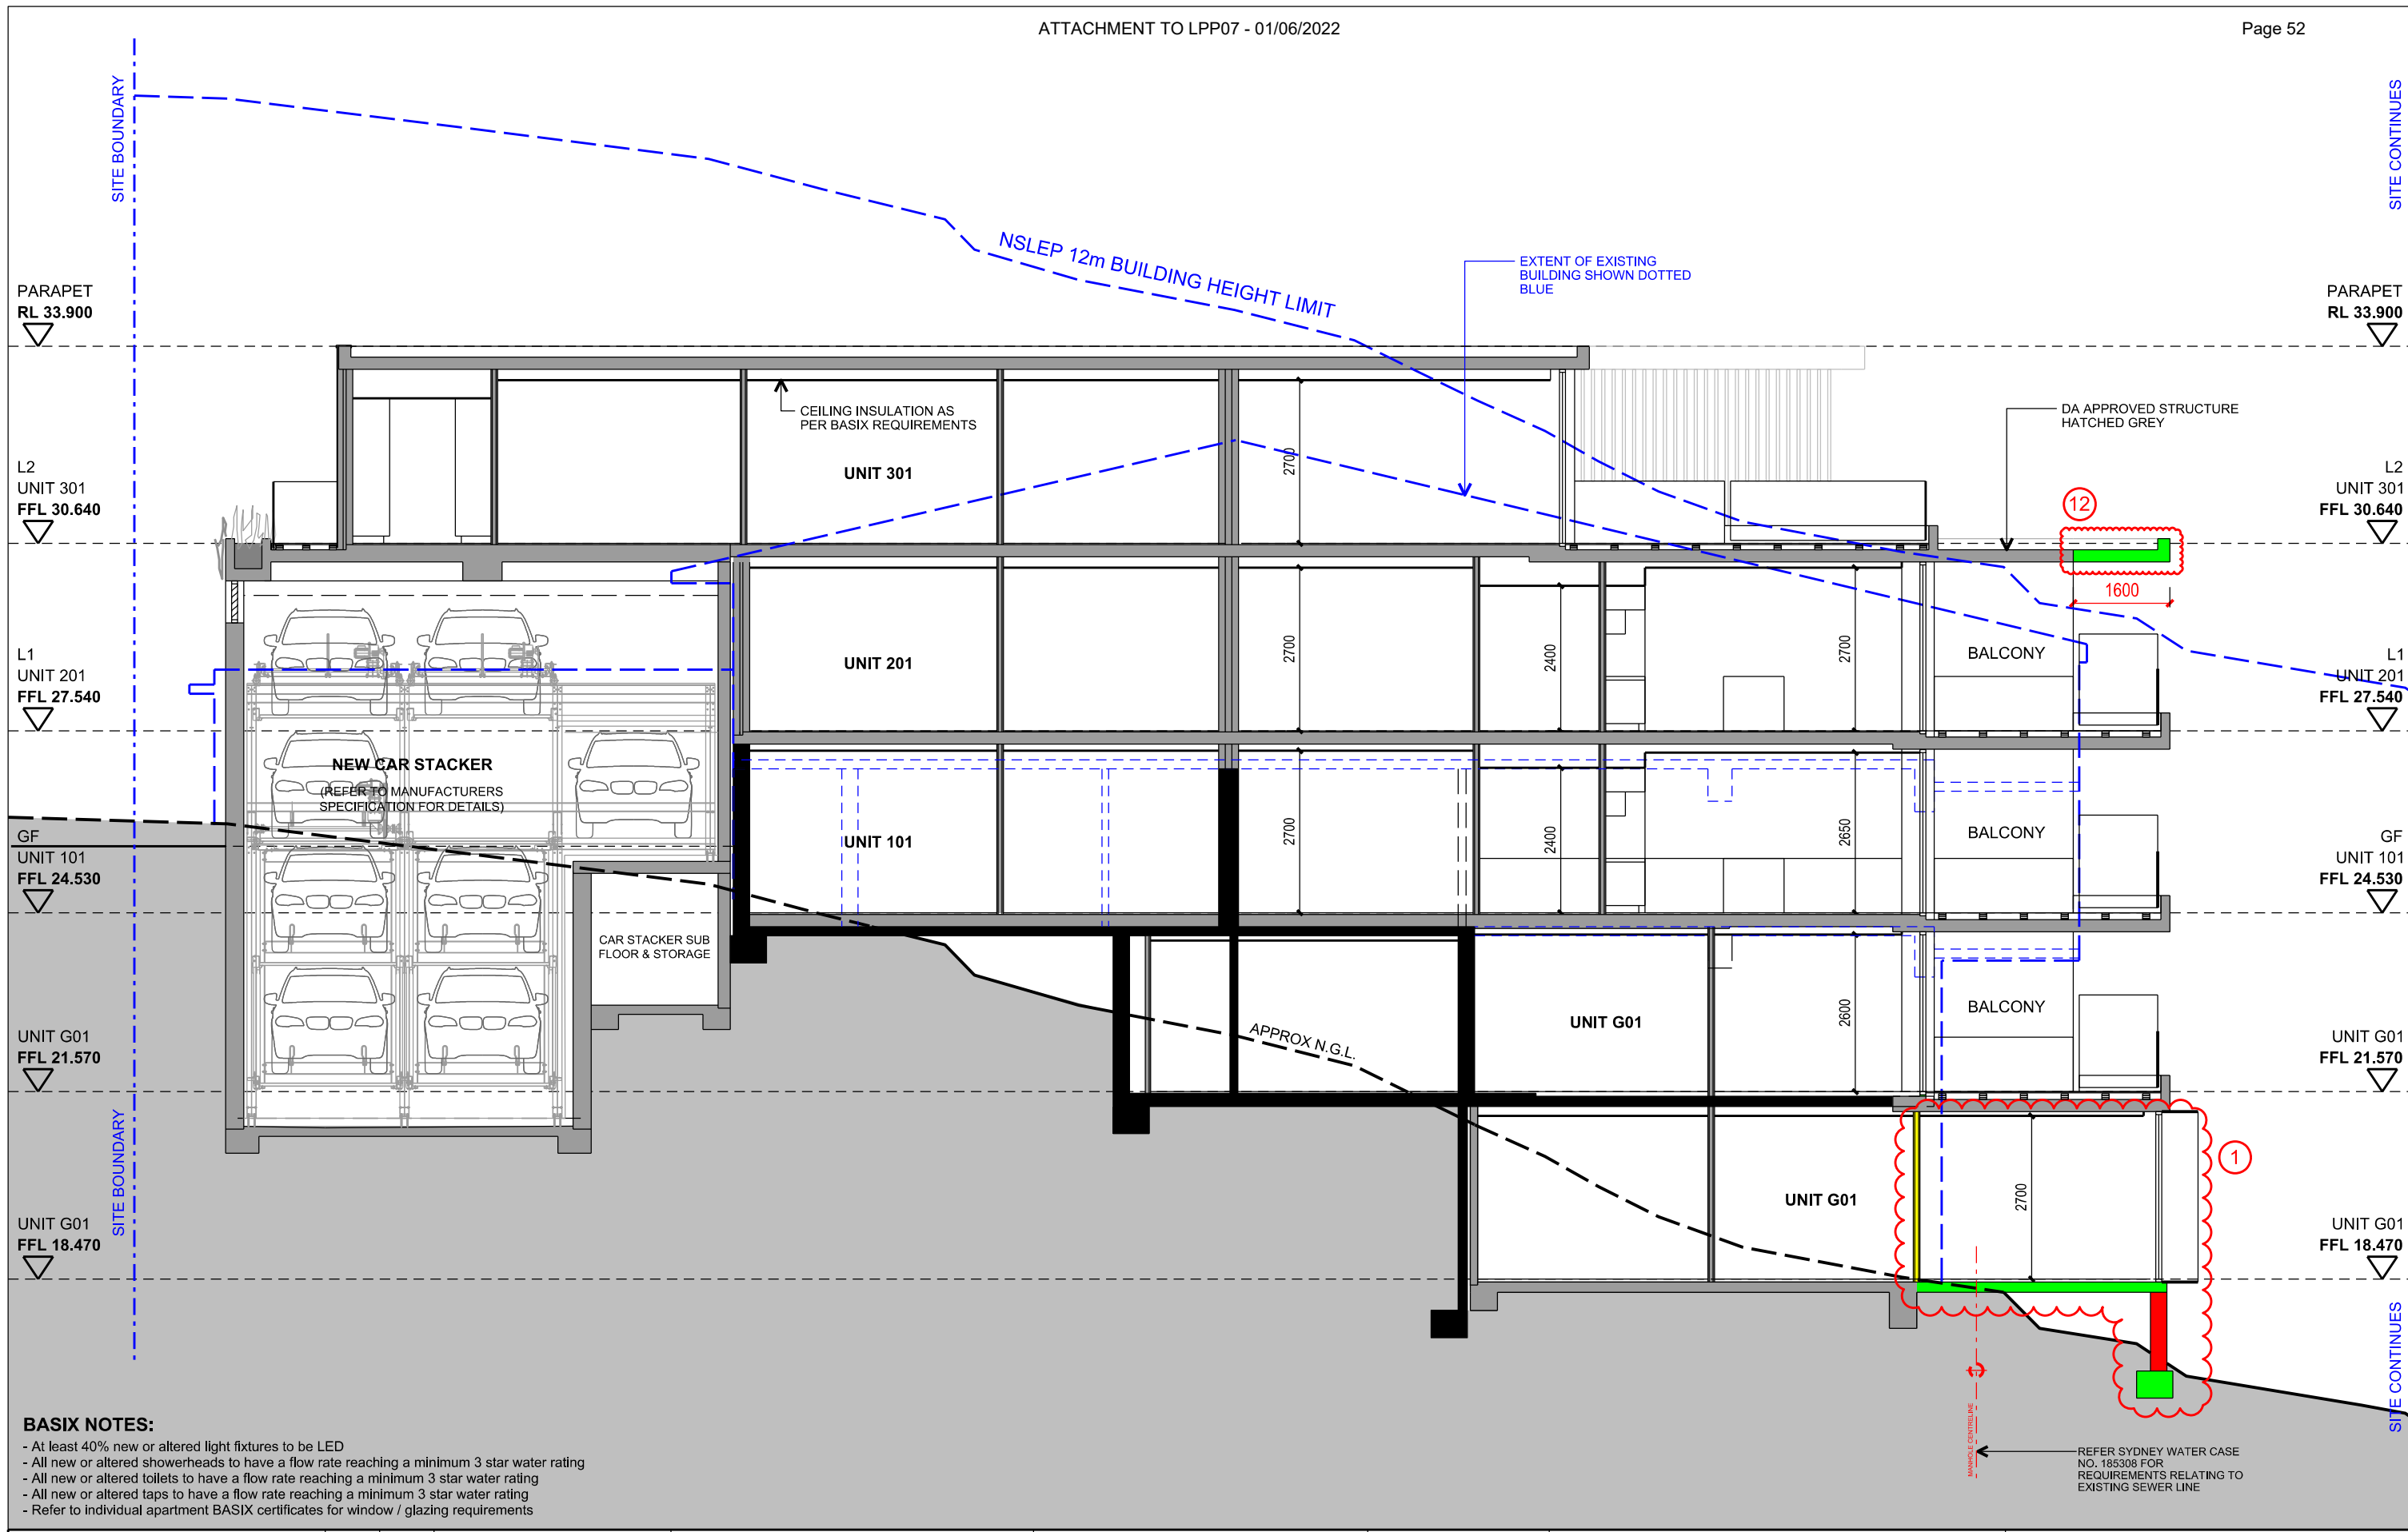 ATTACHMENT TO LPP07 - 01/06/2022
Page 52
SITE BOUNDARY
SITE CONTINUES
NSLEP 12m BUILDING HEIGHT LIMIT
EXTENT OF EXISTING
BUILDING SHOWN DOTTED
BLUE
PARAPET
RL 33.900
PARAPET
RL 33.900
CEILING INSULATION AS
PER BASIX REQUIREMENTS
DA APPROVED STRUCTURE
HATCHED GREY
L2
UNIT 301
FFL 30.640
UNIT 301
2700
12
L2
UNIT 301
FFL 30.640
1600
L1
UNIT 201
FFL 27.540
UNIT 201
2700
2400
2700
BALCONY
L1
UNIT 201
FFL 27.540
NEW CAR STACKER
(REFER TO MANUFACTURERS
SPECIFICATION FOR DETAILS)
GF
UNIT 101
FFL 24.530
UNIT 101
2700
2400
2650
BALCONY
GF
UNIT 101
FFL 24.530
CAR STACKER SUB
FLOOR & STORAGE
UNIT G01
FFL 21.570
APPROX N.G.L.
UNIT G01
2600
BALCONY
UNIT G01
FFL 21.570
1
SITE BOUNDARY
UNIT G01
FFL 18.470
UNIT G01
2700
UNIT G01
FFL 18.470
SITE CONTINUES
MANHOLE CENTRELINE
REFER SYDNEY WATER CASE
NO. 185308 FOR
REQUIREMENTS RELATING TO
EXISTING SEWER LINE
BASIX NOTES:
- At least 40% new or altered light fixtures to be LED
- All new or altered showerheads to have a flow rate reaching a minimum 3 star water rating
- All new or altered toilets to have a flow rate reaching a minimum 3 star water rating
- All new or altered taps to have a flow rate reaching a minimum 3 star water rating
- Refer to individual apartment BASIX certificates for window / glazing requirements